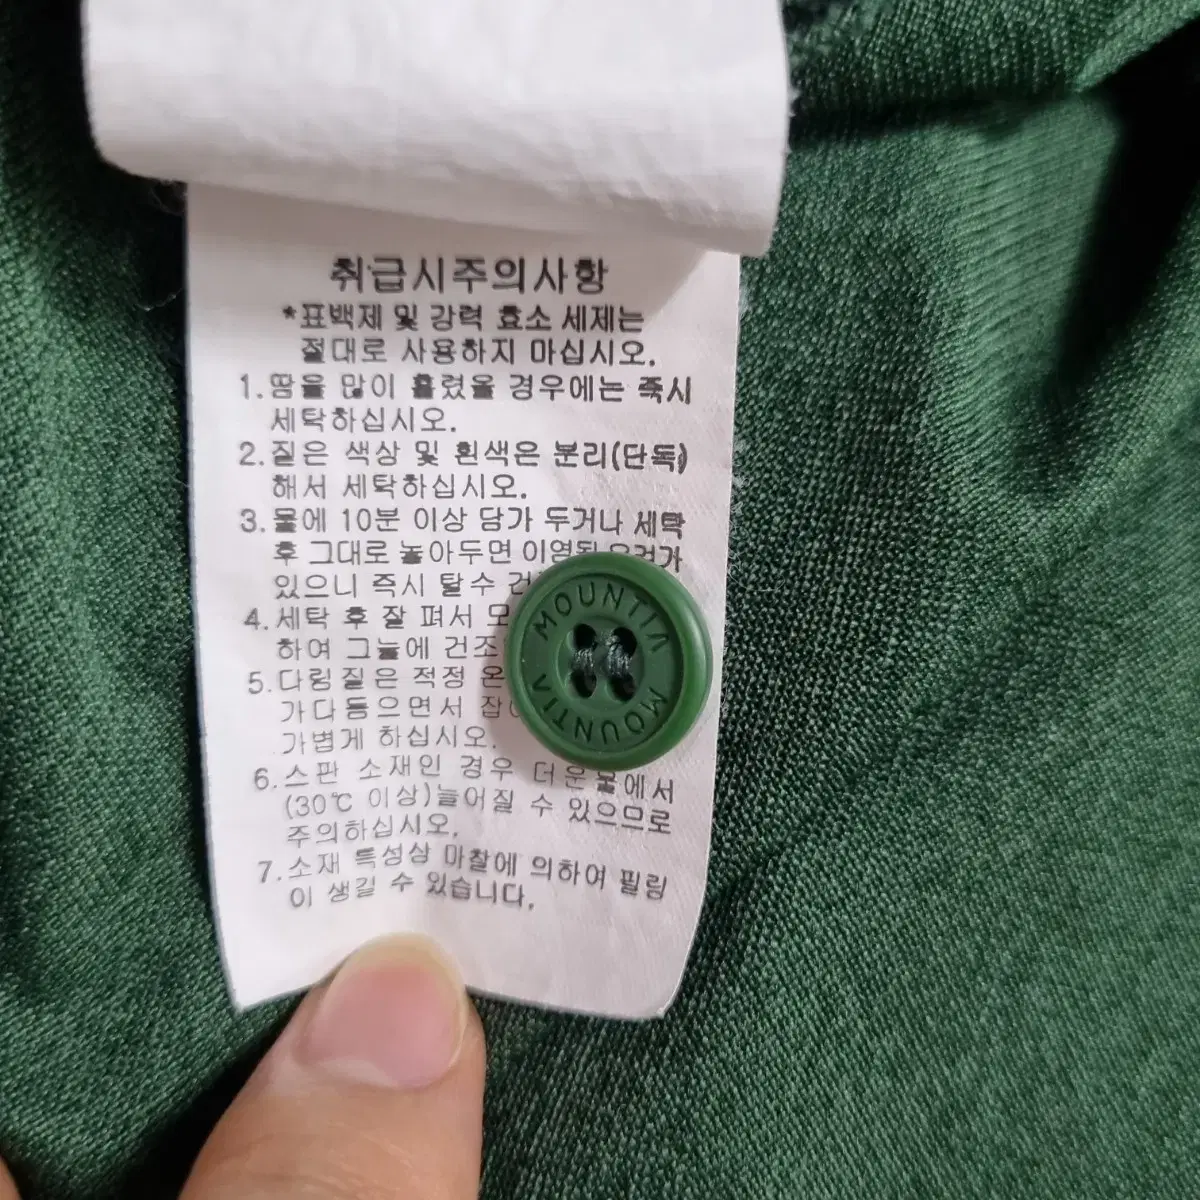 취급시주의사항
*표백제 및 강력 효소 세제는
절대로 사용하지 마십시오.
1.땀을 많이 흘렸을 경우에는 즉시
세탁하십시오.
2.짙은 색상 및 흰색은 분리(단독)
해서 세탁하십시오.
3.물에 10분 이상 담가 두거나 세탁
후 그대로 놓아두면 이염될 우려가
있으니 즉시 탈수
4.세탁 후 잘 펴서
하여 그늘에 건조
5.다림질은 적정
가다듬으면서
가볍게 하십시오.
6.스판 소재인 경우 더운물에서
(30℃ 이상)늘어질 수 있으므로
주의하십시오.
7.소재 특성상 마찰에 의하여 필링
이 생길 수 있습니다.
MOUNTIA
MOUNTIA